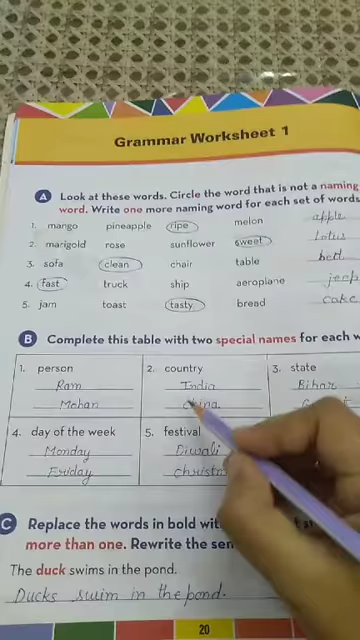 Grammar Worksheet 1
A Look at these words. Circle the word that is not a naming
word. Write one more naming word for each set of words
1. mango pineapple ripe melon apple
2. marigold rose sunflower sweet Lotus
3. sofa clean chair table bed
4. fast truck ship aeroplane jeep
5. jam toast tasty bread cake
B Complete this table with two special names for each w
1. person 2. country 3. state
Ram India Bihar
Mohan China
4. day of the week 5. festival
Monday Diwali
Friday Christm
C Replace the words in bold wit
more than one. Rewrite the sen
The duck swims in the pond.
Ducks swim in the pond.
20